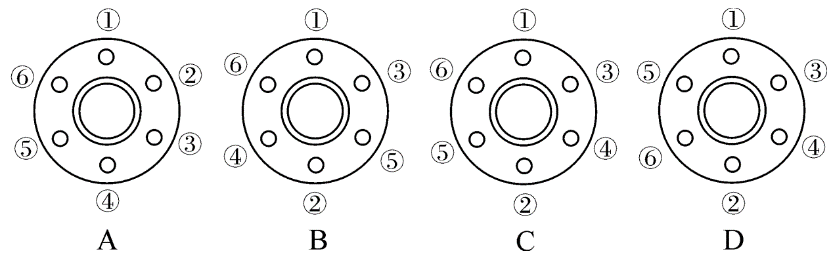 ① ① ① ①
⑥ ② ⑥ ③ ⑥ ③ ⑤ ③
⑤ ③ ④ ⑤ ⑤ ④ ⑥ ④
④ ② ② ②
A B C D